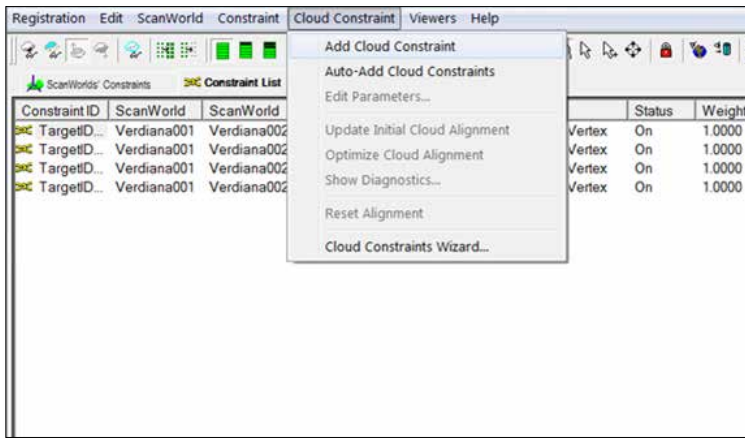 Registration Edit ScanWorld Constraint Cloud Constraint Viewers Help
ScanWorlds' Constraints Constraint List
Constraint ID ScanWorld ScanWorld Status Weight
TargetID... Verdiana001 Verdiana002 Vertex On 1.0000
TargetID... Verdiana001 Verdiana002 Vertex On 1.0000
TargetID... Verdiana001 Verdiana002 Vertex On 1.0000
TargetID... Verdiana001 Verdiana002 Vertex On 1.0000
Add Cloud Constraint
Auto-Add Cloud Constraints
Edit Parameters...
Update Initial Cloud Alignment
Optimize Cloud Alignment
Show Diagnostics...
Reset Alignment
Cloud Constraints Wizard...